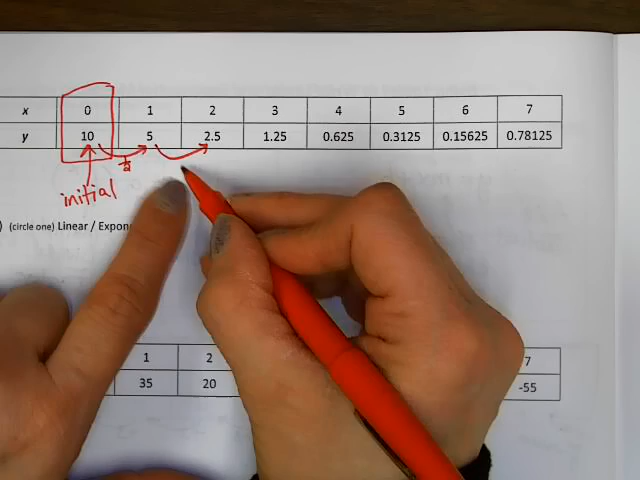 x 0 1 2 3 4 5 6 7
y 10 5 2.5 1.25 0.625 0.3125 0.15625 0.78125
1/2
initial
) (circle one) Linear / Expon
1 2 7
35 20 -55